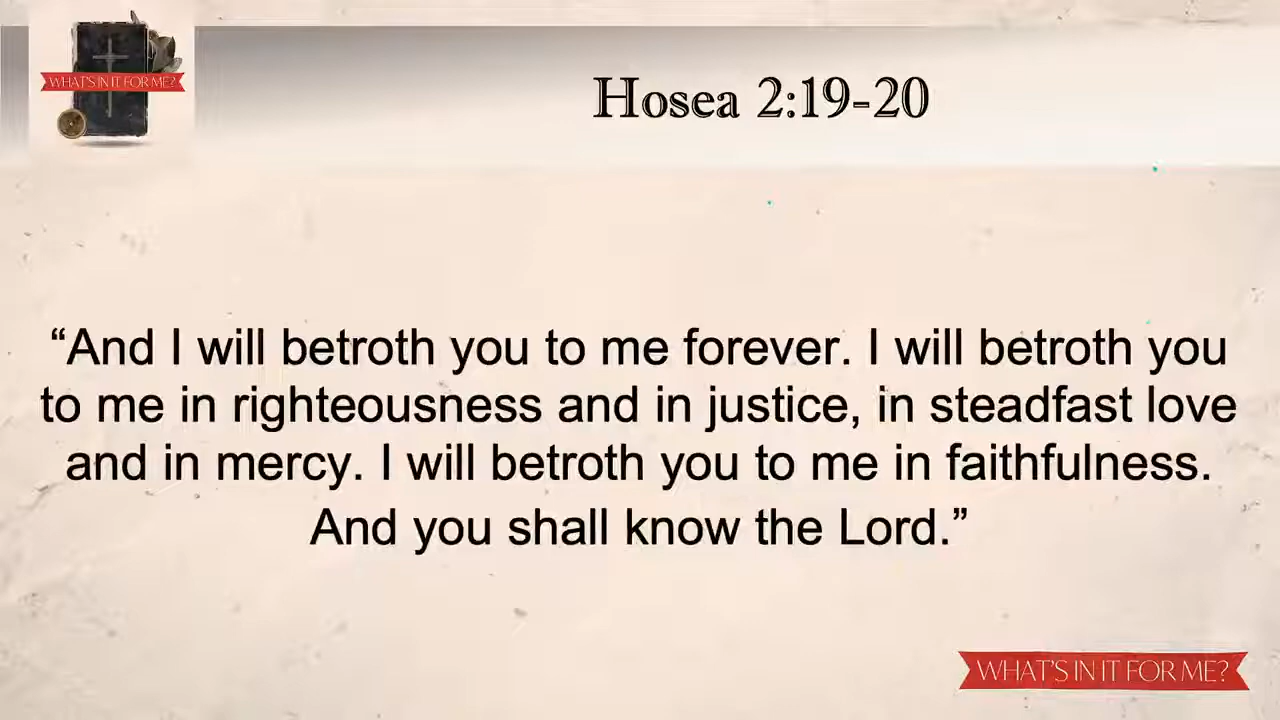 WHAT'S IN IT FOR ME?
Hosea 2:19-20
“And I will betroth you to me forever. I will betroth you
to me in righteousness and in justice, in steadfast love
and in mercy. I will betroth you to me in faithfulness.
And you shall know the Lord.”
WHAT'S IN IT FOR ME?